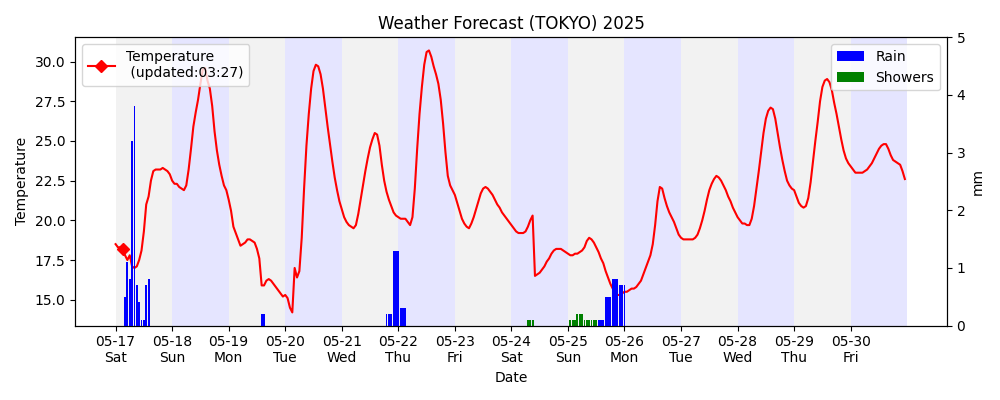 Weather Forecast (TOKYO) 2025
Temperature
(updated:03:27)
Rain
Showers
Temperature
30.0
27.5
25.0
22.5
20.0
17.5
15.0
5
4
3
2
1
0
mm
05-17 05-18 05-19 05-20 05-21 05-22 05-23 05-24 05-25 05-26 05-27 05-28 05-29 05-30
Sat Sun Mon Tue Wed Thu Fri Sat Sun Mon Tue Wed Thu Fri
Date